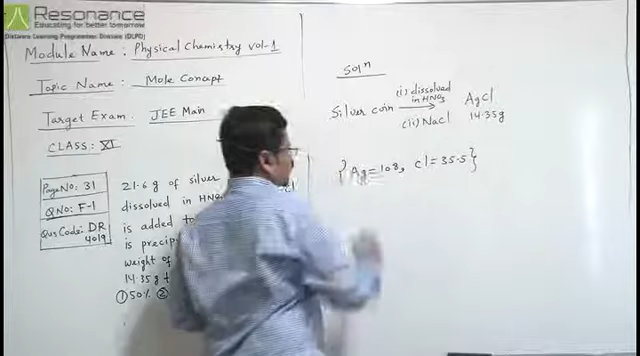 Resonance
Educating for better tomorrow
Distance Learning Programmes Division (DLPD)
Module Name : Physical Chemistry vol-1
Topic Name : Mole Concept
Target Exam : JEE Main
CLASS: XI
Page No: 31
Q No: F-1
Ques Code: DR
4019
21.6 g of silver
dissolved in HNO
is added to
is precip
weight of
14.35 g
① 50% ②
Solⁿ
(i) dissolved
in HNO₃
Silver coin → AgCl
(ii) NaCl 14.35g
{Ag=108, Cl=35.5}